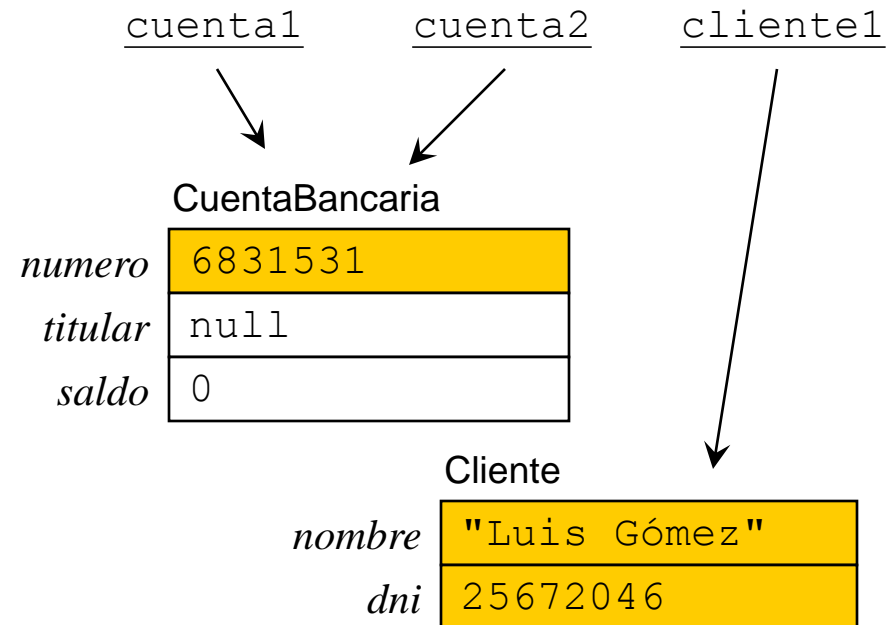 cuenta1 cuenta2 cliente1
CuentaBancaria
numero 6831531
titular null
saldo 0
Cliente
nombre "Luis Gómez"
dni 25672046